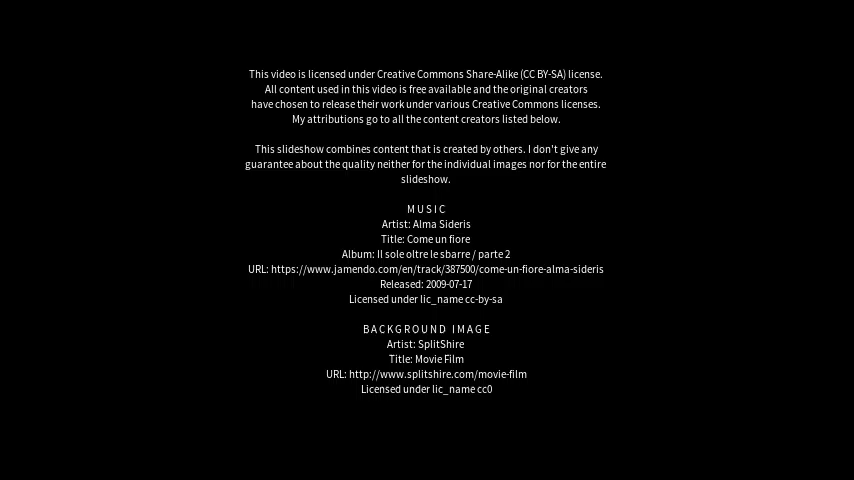 This video is licensed under Creative Commons Share-Alike (CC BY-SA) license.
All content used in this video is free available and the original creators
have chosen to release their work under various Creative Commons licenses.
My attributions go to all the content creators listed below.
This slideshow combines content that is created by others. I don't give any
guarantee about the quality neither for the individual images nor for the entire
slideshow.
MUSIC
Artist: Alma Sideris
Title: Come un fiore
Album: Il sole oltre le sbarre / parte 2
URL: https://www.jamendo.com/en/track/387500/come-un-fiore-alma-sideris
Released: 2009-07-17
Licensed under lic_name cc-by-sa
BACKGROUND IMAGE
Artist: SplitShire
Title: Movie Film
URL: http://www.splitshire.com/movie-film
Licensed under lic_name cc0